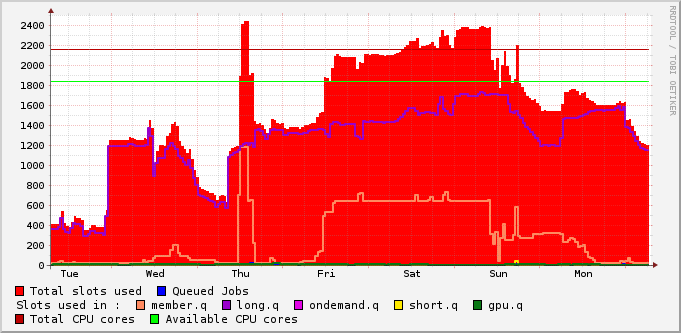 2400
2200
2000
1800
1600
1400
1200
1000
800
600
400
200
0
Tue Wed Thu Fri Sat Sun Mon
RRDTOOL / TOBI OETIKER
Total slots used Queued Jobs
Slots used in : member.q long.q ondemand.q short.q gpu.q
Total CPU cores Available CPU cores